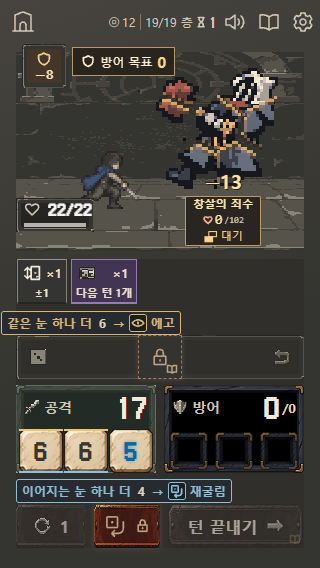 12 | 19/19 층 1
-8
방어 목표 0
-13
22/22
창살의 죄수
0/102
대기
×1
±1
×1
다음 턴 1개
같은 눈 하나 더 6 → 예고
공격 17
방어 0/0
6 6 5
이어지는 눈 하나 더 4 → 재굴림
1
턴 끝내기